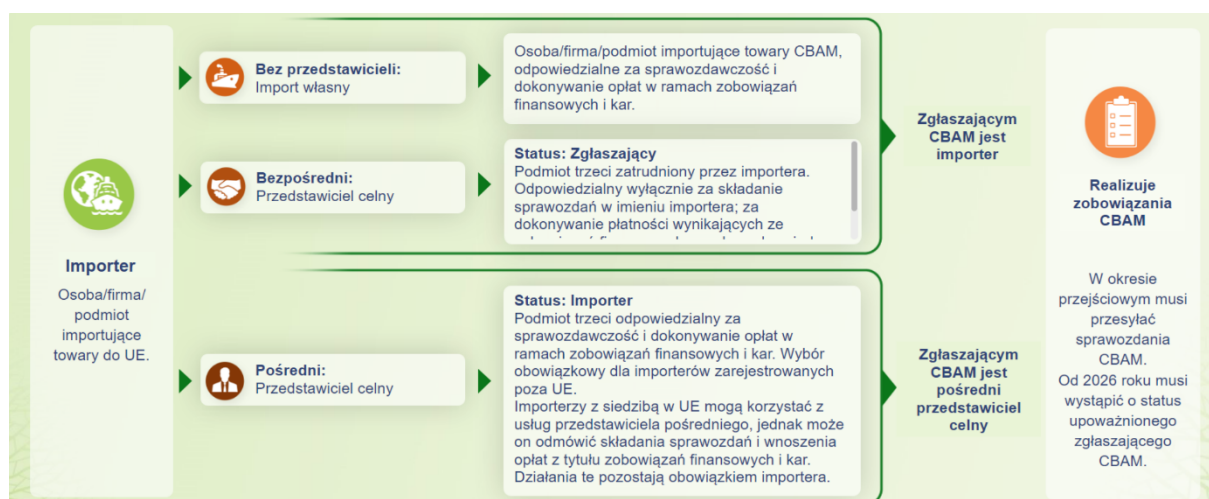 Importer
Osoba/firma/
podmiot
importujące
towary do UE.
Bez przedstawicieli:
Import własny
Osoba/firma/podmiot importujące towary CBAM,
odpowiedzialne za sprawozdawczość i
dokonywanie opłat w ramach zobowiązań
finansowych i kar.
Bezpośredni:
Przedstawiciel celny
Status: Zgłaszający
Podmiot trzeci zatrudniony przez importera.
Odpowiedzialny wyłącznie za składanie
sprawozdań w imieniu importera; za
dokonywanie płatności wynikających ze
Zgłaszającym
CBAM jest
importer
Pośredni:
Przedstawiciel celny
Status: Importer
Podmiot trzeci odpowiedzialny za
sprawozdawczość i dokonywanie opłat w
ramach zobowiązań finansowych i kar. Wybór
obowiązkowy dla importerów zarejestrowanych
poza UE.
Importerzy z siedzibą w UE mogą korzystać z
usług przedstawiciela pośredniego, jednak może
on odmówić składania sprawozdań i wnoszenia
opłat z tytułu zobowiązań finansowych i kar.
Działania te pozostają obowiązkiem importera.
Zgłaszającym
CBAM jest
pośredni
przedstawiciel
celny
Realizuje
zobowiązania
CBAM
W okresie
przejściowym musi
przesyłać
sprawozdania
CBAM.
Od 2026 roku musi
wystąpić o status
upoważnionego
zgłaszającego
CBAM.